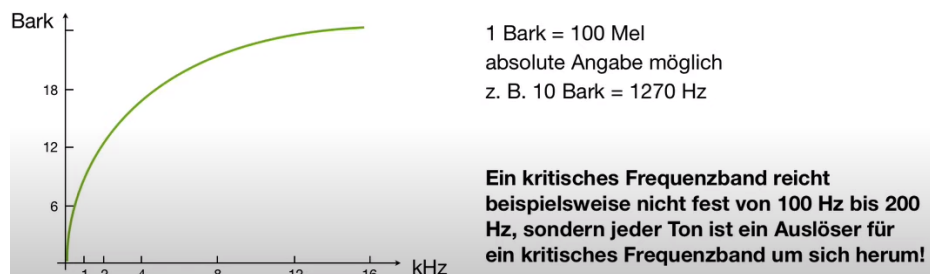 Bark
18
12
6
1 2 4 8 12 16 kHz
1 Bark = 100 Mel
absolute Angabe möglich
z. B. 10 Bark = 1270 Hz
Ein kritisches Frequenzband reicht
beispielsweise nicht fest von 100 Hz bis 200
Hz, sondern jeder Ton ist ein Auslöser für
ein kritisches Frequenzband um sich herum!